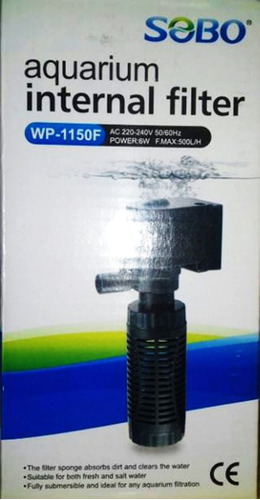 SOBO®
aquarium
internal filter
WP-1150F
AC 220-240V 50/60Hz
POWER:6W F.MAX:500L/H
•The filter sponge absorbs dirt and clears the water
•Suitable for both fresh and salt water
•Fully submersible and ideal for any aquarium filtration
CE